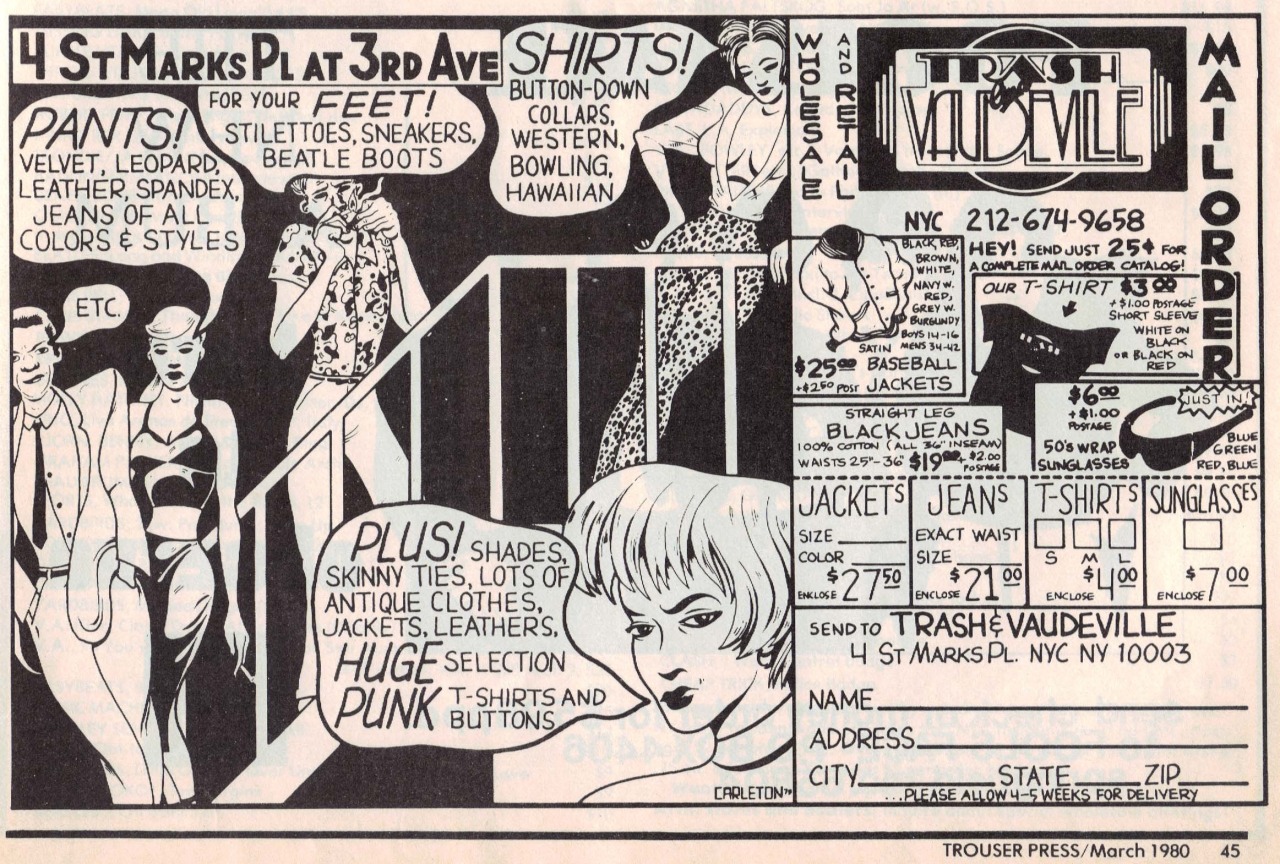 4 ST MARKS PL AT 3RD AVE
PANTS!
VELVET, LEOPARD,
LEATHER, SPANDEX,
JEANS OF ALL
COLORS & STYLES
FOR YOUR FEET!
STILETTOES, SNEAKERS,
BEATLE BOOTS
SHIRTS!
BUTTON-DOWN
COLLARS,
WESTERN,
BOWLING,
HAWAIIAN
ETC.
PLUS! SHADES,
SKINNY TIES, LOTS OF
ANTIQUE CLOTHES,
JACKETS, LEATHERS,
HUGE SELECTION
PUNK T-SHIRTS AND
BUTTONS
CARLETON
WHOLESALE
AND RETAIL
TRASH
and
VAUDEVILLE
MAILORDER
NYC 212-674-9658
HEY! SEND JUST 25¢ FOR
A COMPLETE MAIL ORDER CATALOG!
BLACK, RED,
BROWN,
WHITE,
NAVY W.
RED,
GREY W.
BURGUNDY
BOYS 14-16
MENS 34-42
SATIN
$25.00 BASEBALL
+$2.50 POST JACKETS
OUR T-SHIRT $3.00
+$1.00 POSTAGE
SHORT SLEEVE
WHITE ON
BLACK
OR BLACK ON
RED
STRAIGHT LEG
BLACK JEANS
100% COTTON (ALL 36" INSEAM)
WAISTS 25"-36" $19.00 + $2.00
POSTAGE
$6.00
+$1.00
POSTAGE
50'S WRAP
SUNGLASSES
JUST IN!
BLUE
GREEN
RED, BLUE
JACKETS
SIZE
COLOR
ENCLOSE $27.50
JEANS
EXACT WAIST
SIZE
ENCLOSE $21.00
T-SHIRTS
S M L
ENCLOSE $4.00
SUNGLASSES
ENCLOSE $7.00
SEND TO TRASH & VAUDEVILLE
4 ST MARKS PL. NYC NY 10003
NAME
ADDRESS
CITY STATE ZIP
...PLEASE ALLOW 4-5 WEEKS FOR DELIVERY
TROUSER PRESS/March 1980 45